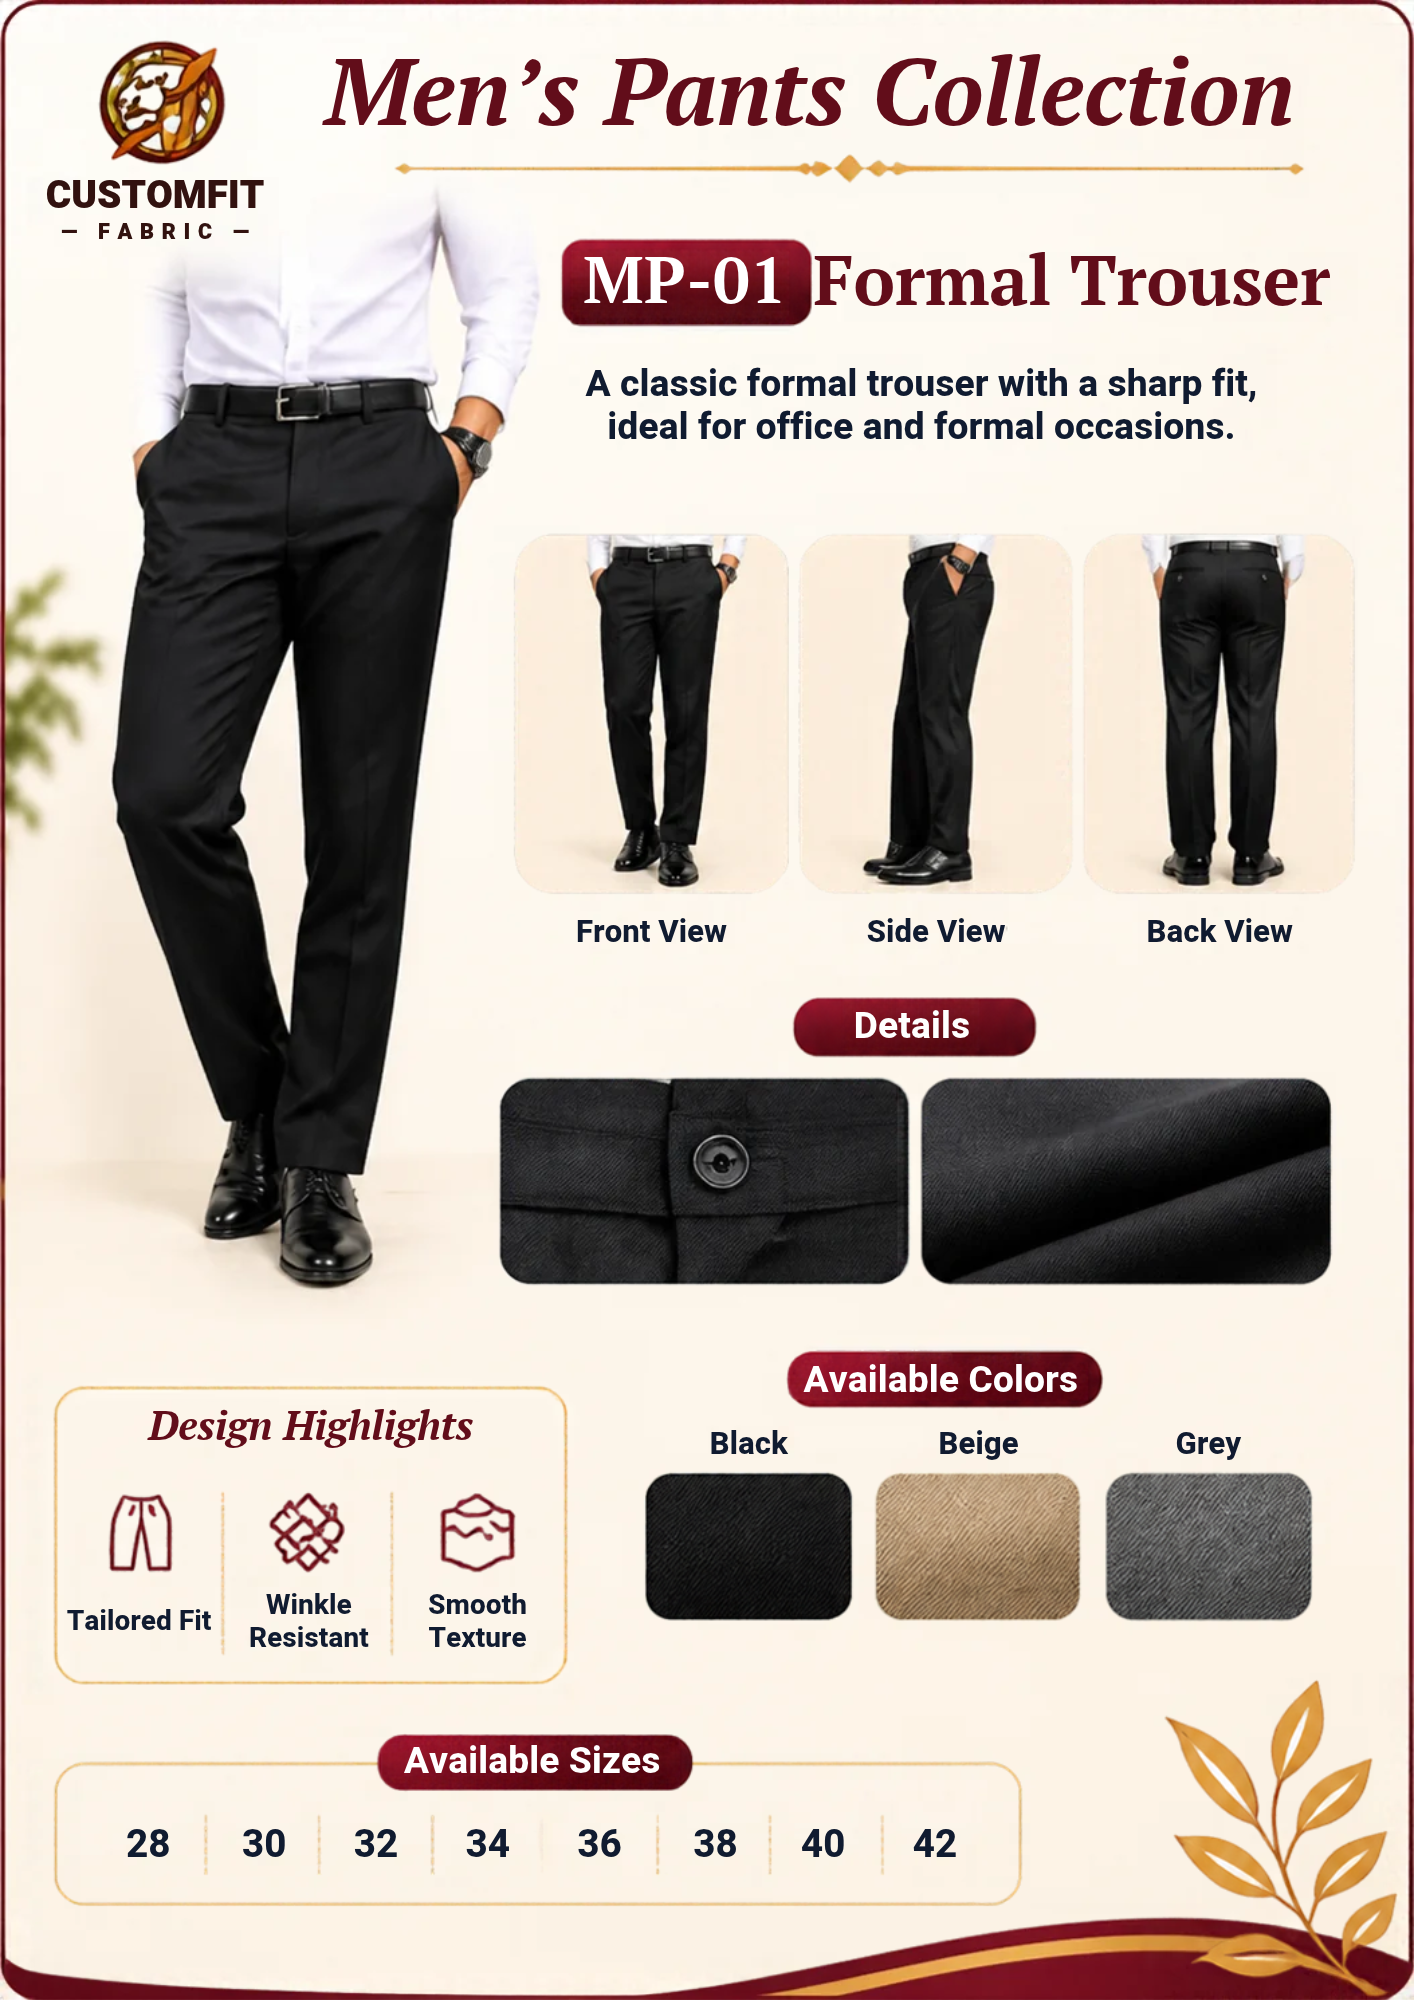 CUSTOMFIT
– FABRIC –
Men's Pants Collection
MP-01 Formal Trouser
A classic formal trouser with a sharp fit,
ideal for office and formal occasions.
Front View
Side View
Back View
Details
Available Colors
Black
Beige
Grey
Design Highlights
Tailored Fit
Winkle
Resistant
Smooth
Texture
Available Sizes
28 30 32 34 36 38 40 42